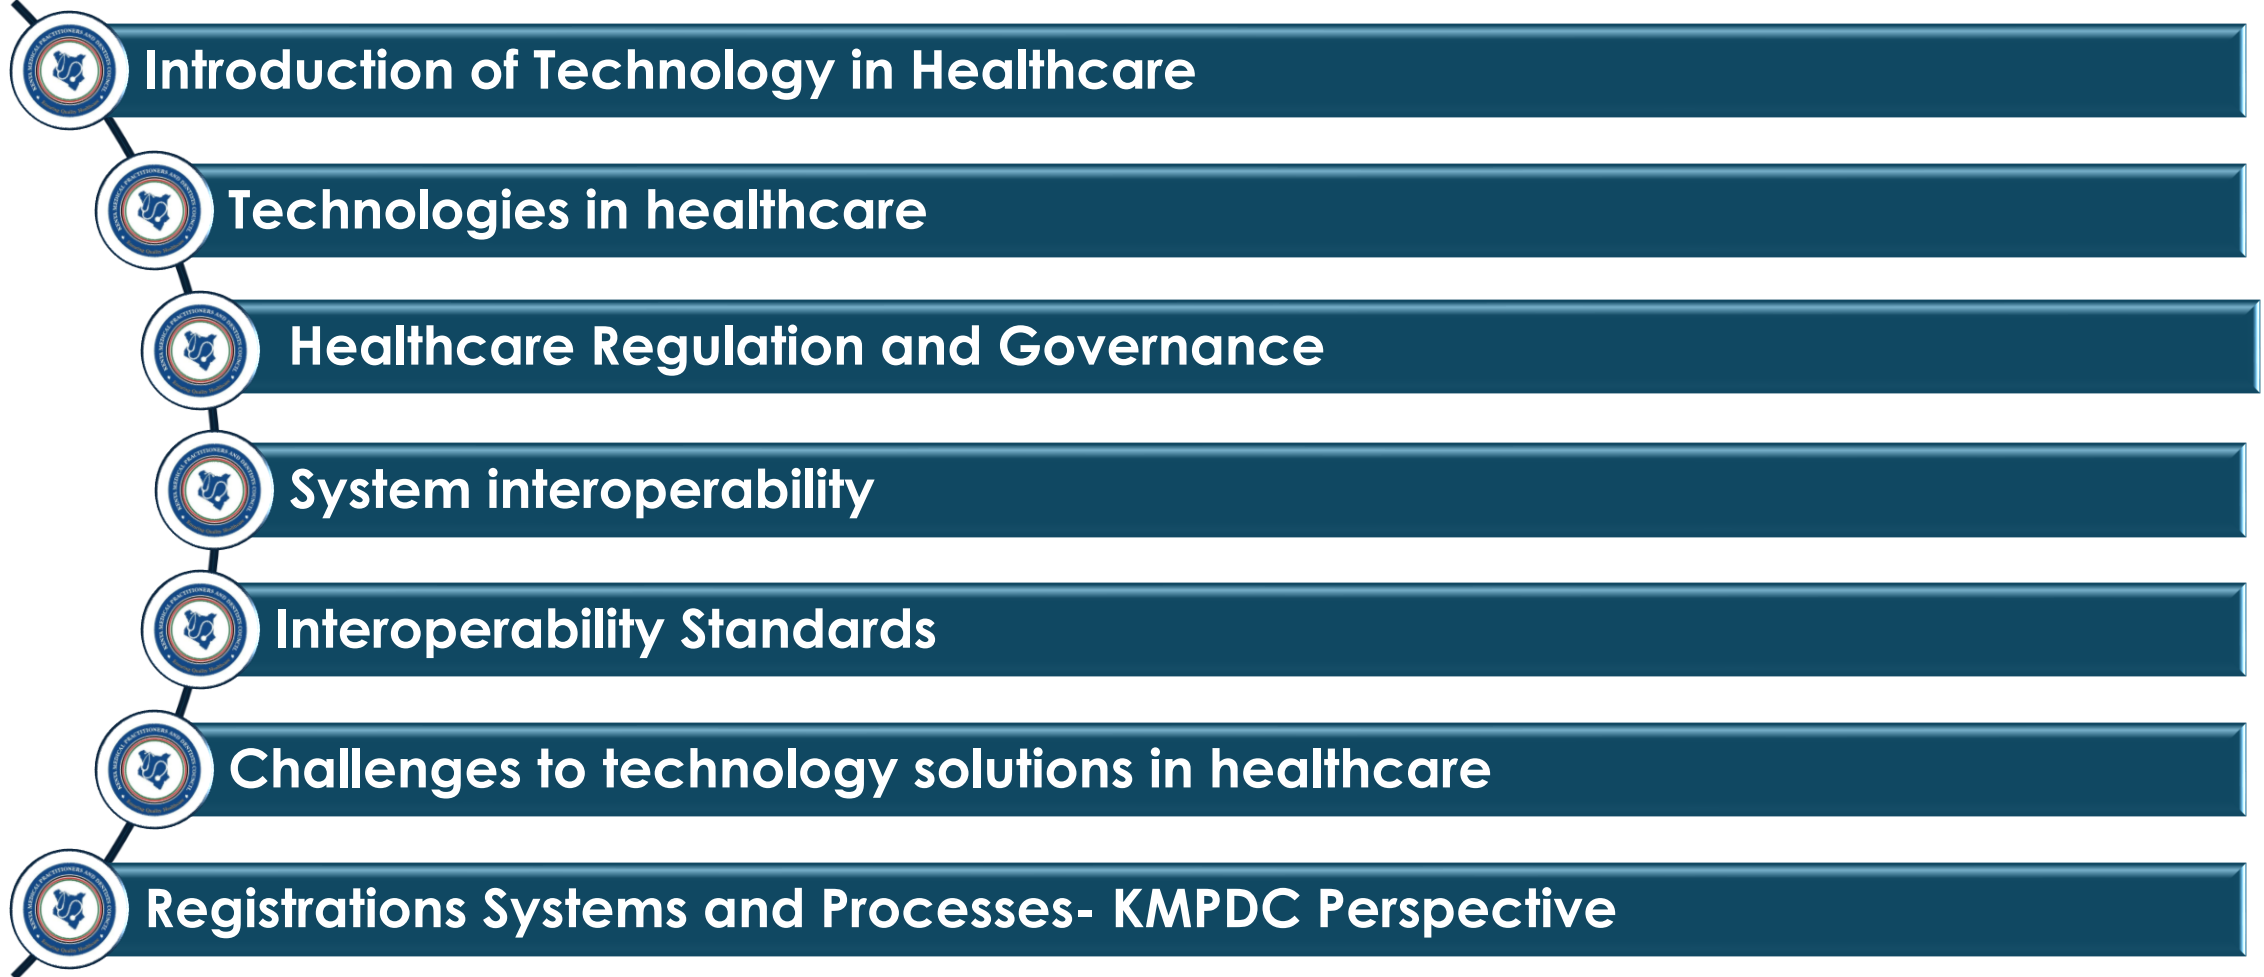 Introduction of Technology in Healthcare
Technologies in healthcare
Healthcare Regulation and Governance
System interoperability
Interoperability Standards
Challenges to technology solutions in healthcare
Registrations Systems and Processes- KMPDC Perspective